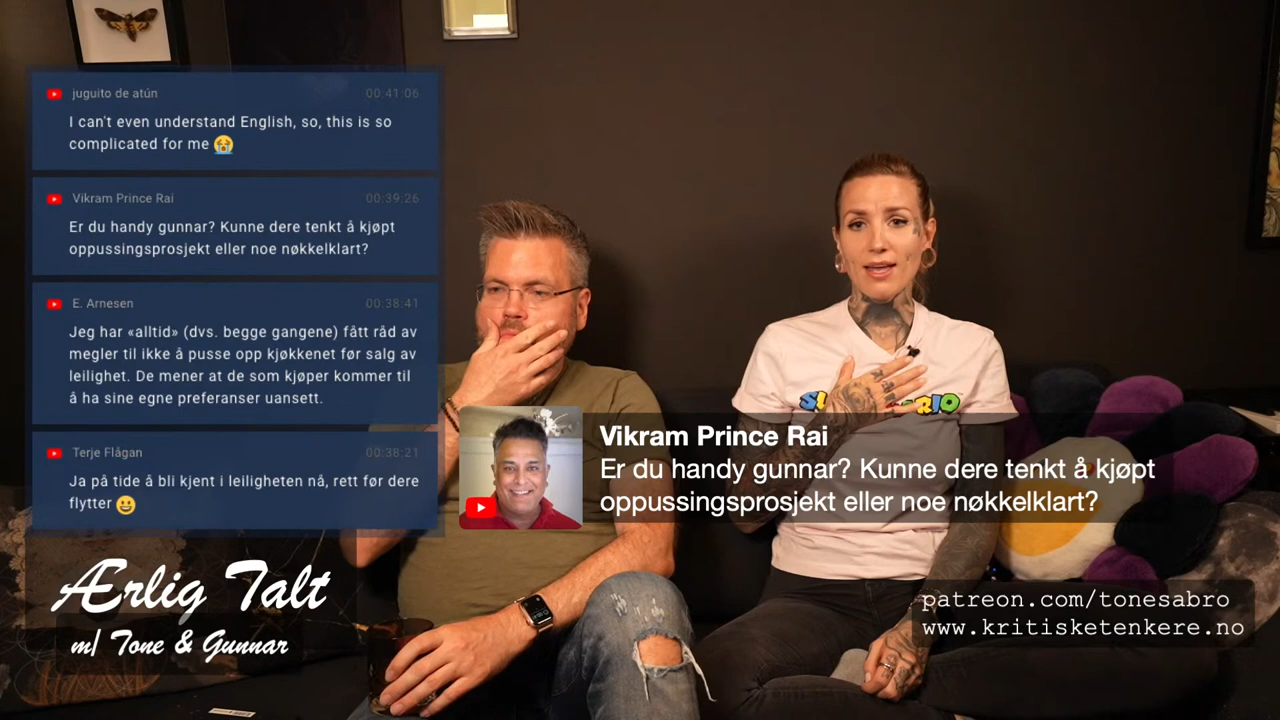 juguito de atún 00:41:06
I can't even understand English, so, this is so
complicated for me 😭
Vikram Prince Rai 00:39:26
Er du handy gunnar? Kunne dere tenkt å kjøpt
oppussingsprosjekt eller noe nøkkelklart?
E. Arnesen 00:38:41
Jeg har «alltid» (dvs. begge gangene) fått råd av
megler til ikke å pusse opp kjøkkenet før salg av
leilighet. De mener at de som kjøper kommer til
å ha sine egne preferanser uansett.
Terje Flågan 00:38:21
Ja på tide å bli kjent i leiligheten nå, rett før dere
flytter 😀
Vikram Prince Rai
Er du handy gunnar? Kunne dere tenkt å kjøpt
oppussingsprosjekt eller noe nøkkelklart?
Ærlig Talt
m/ Tone & Gunnar
patreon.com/tonesabro
www.kritisketenkere.no